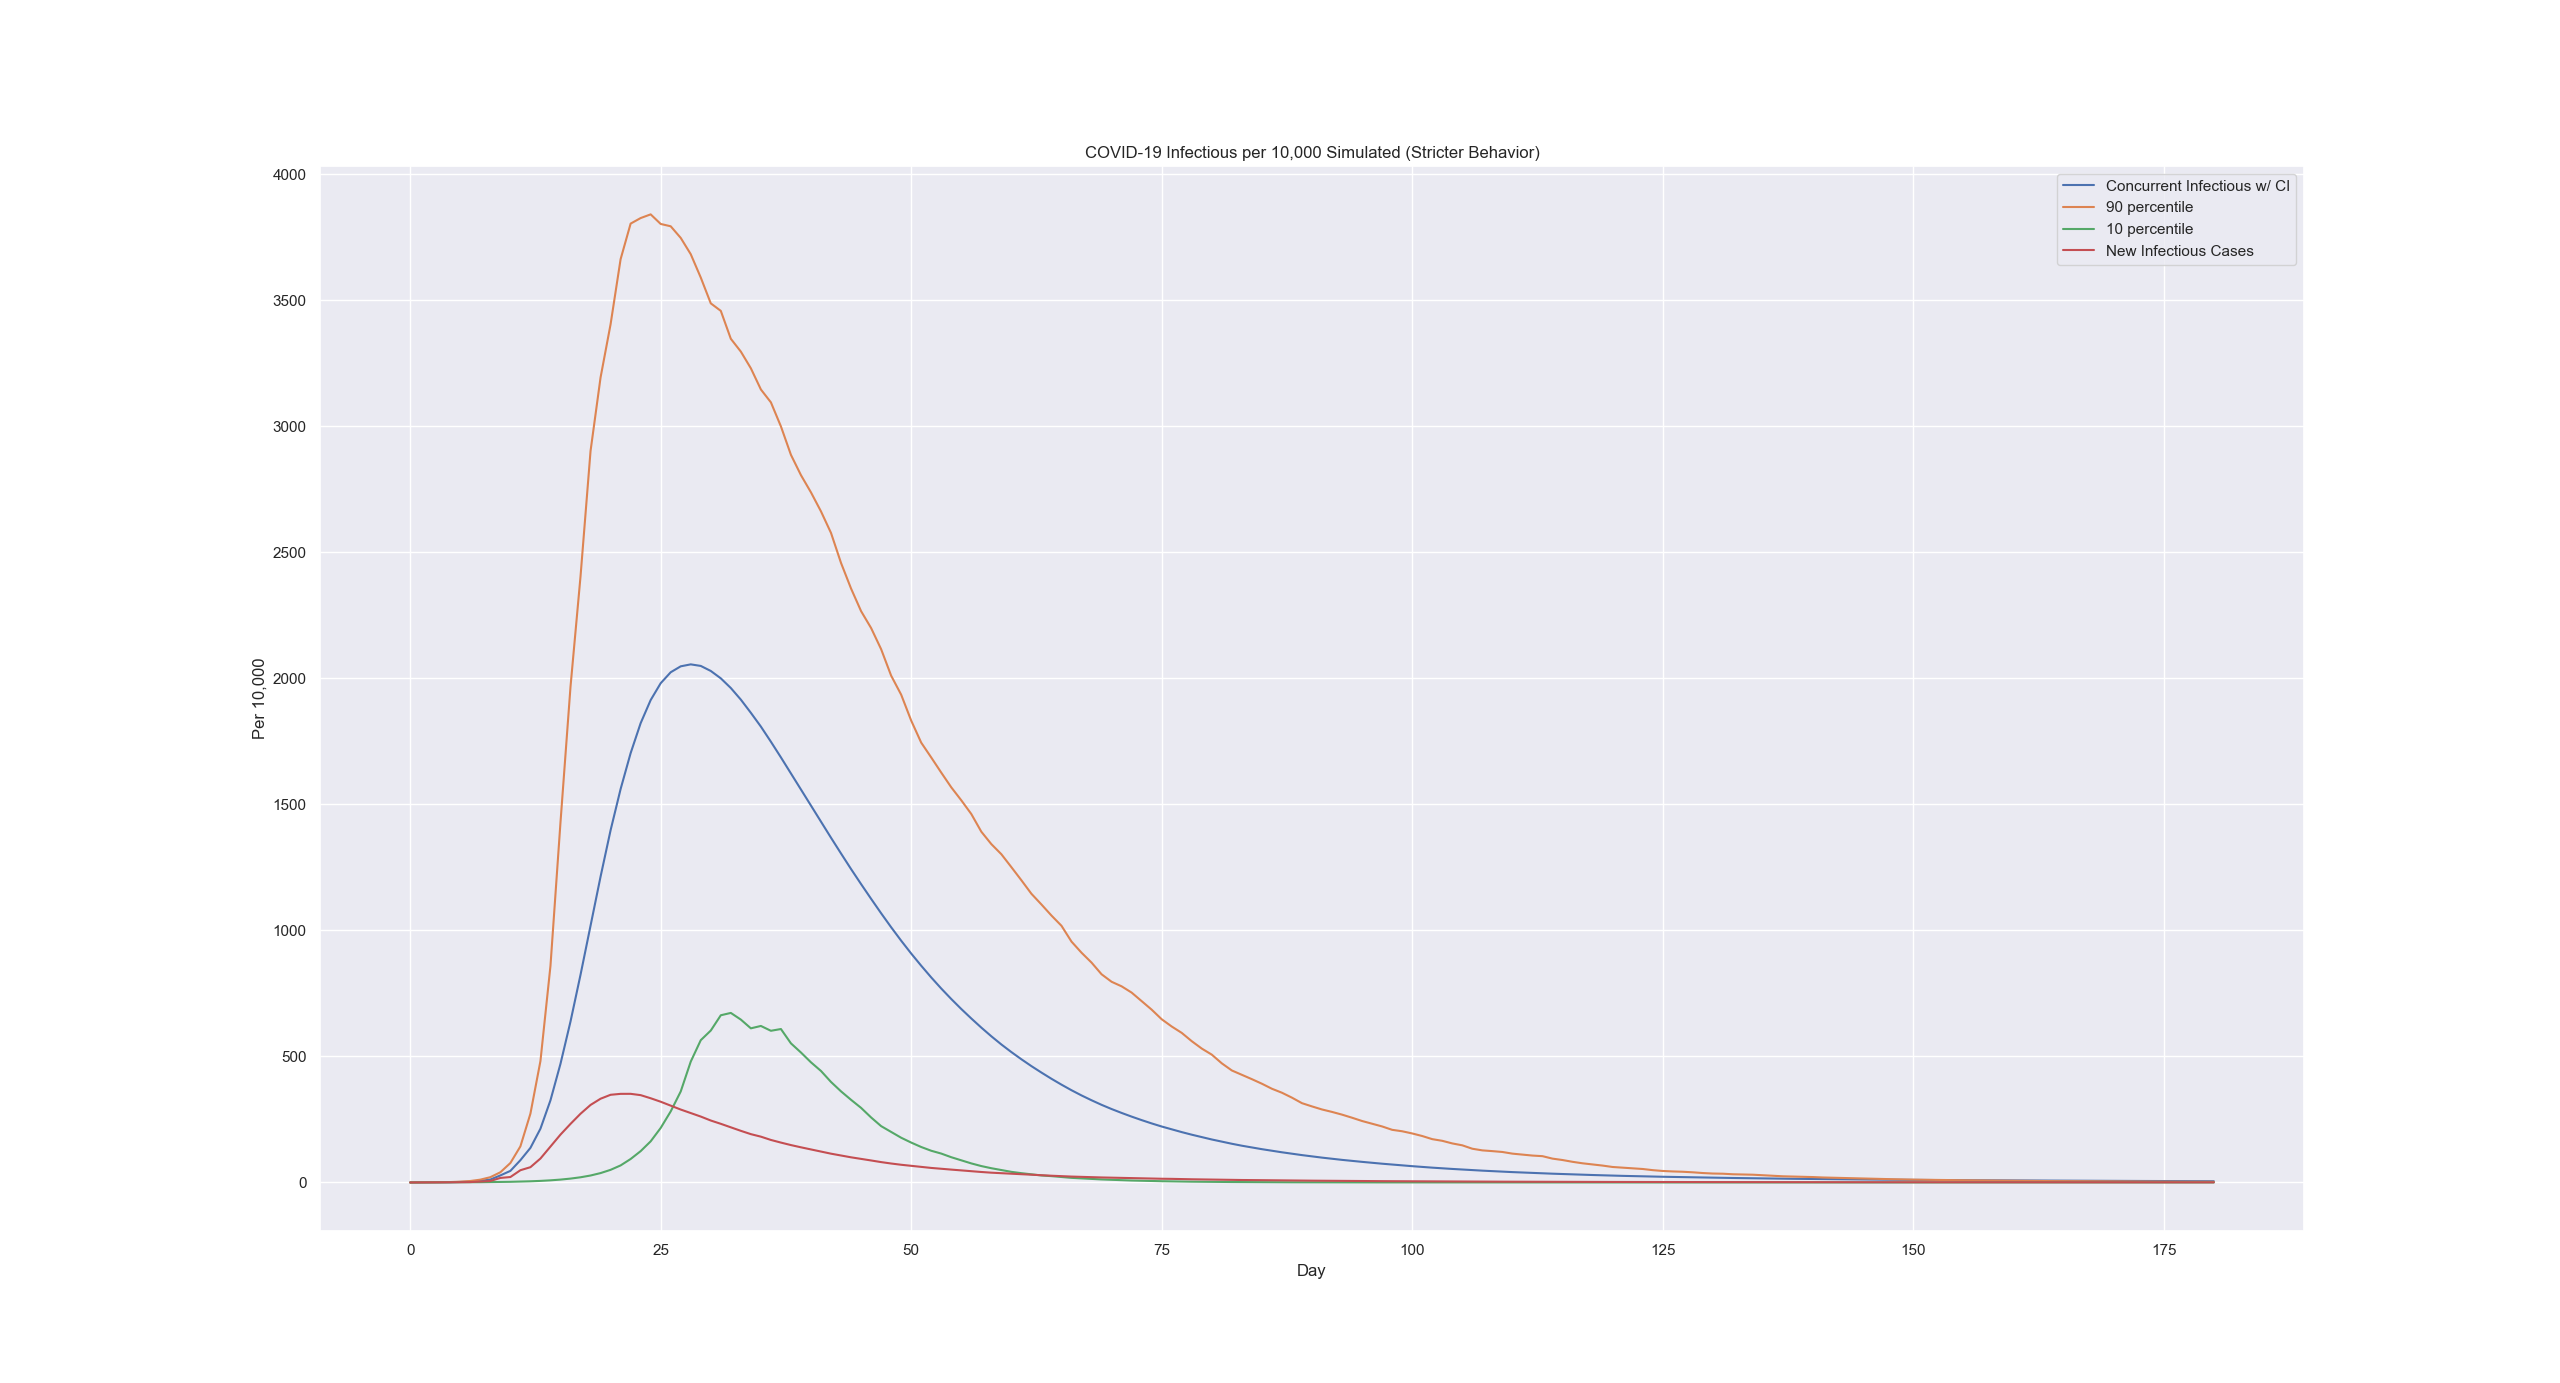 COVID-19 Infectious per 10,000 Simulated (Stricter Behavior)
4000
3500
3000
2500
2000
1500
1000
500
0
Per 10,000
Concurrent Infectious w/ CI
90 percentile
10 percentile
New Infectious Cases
0 25 50 75 100 125 150 175
Day